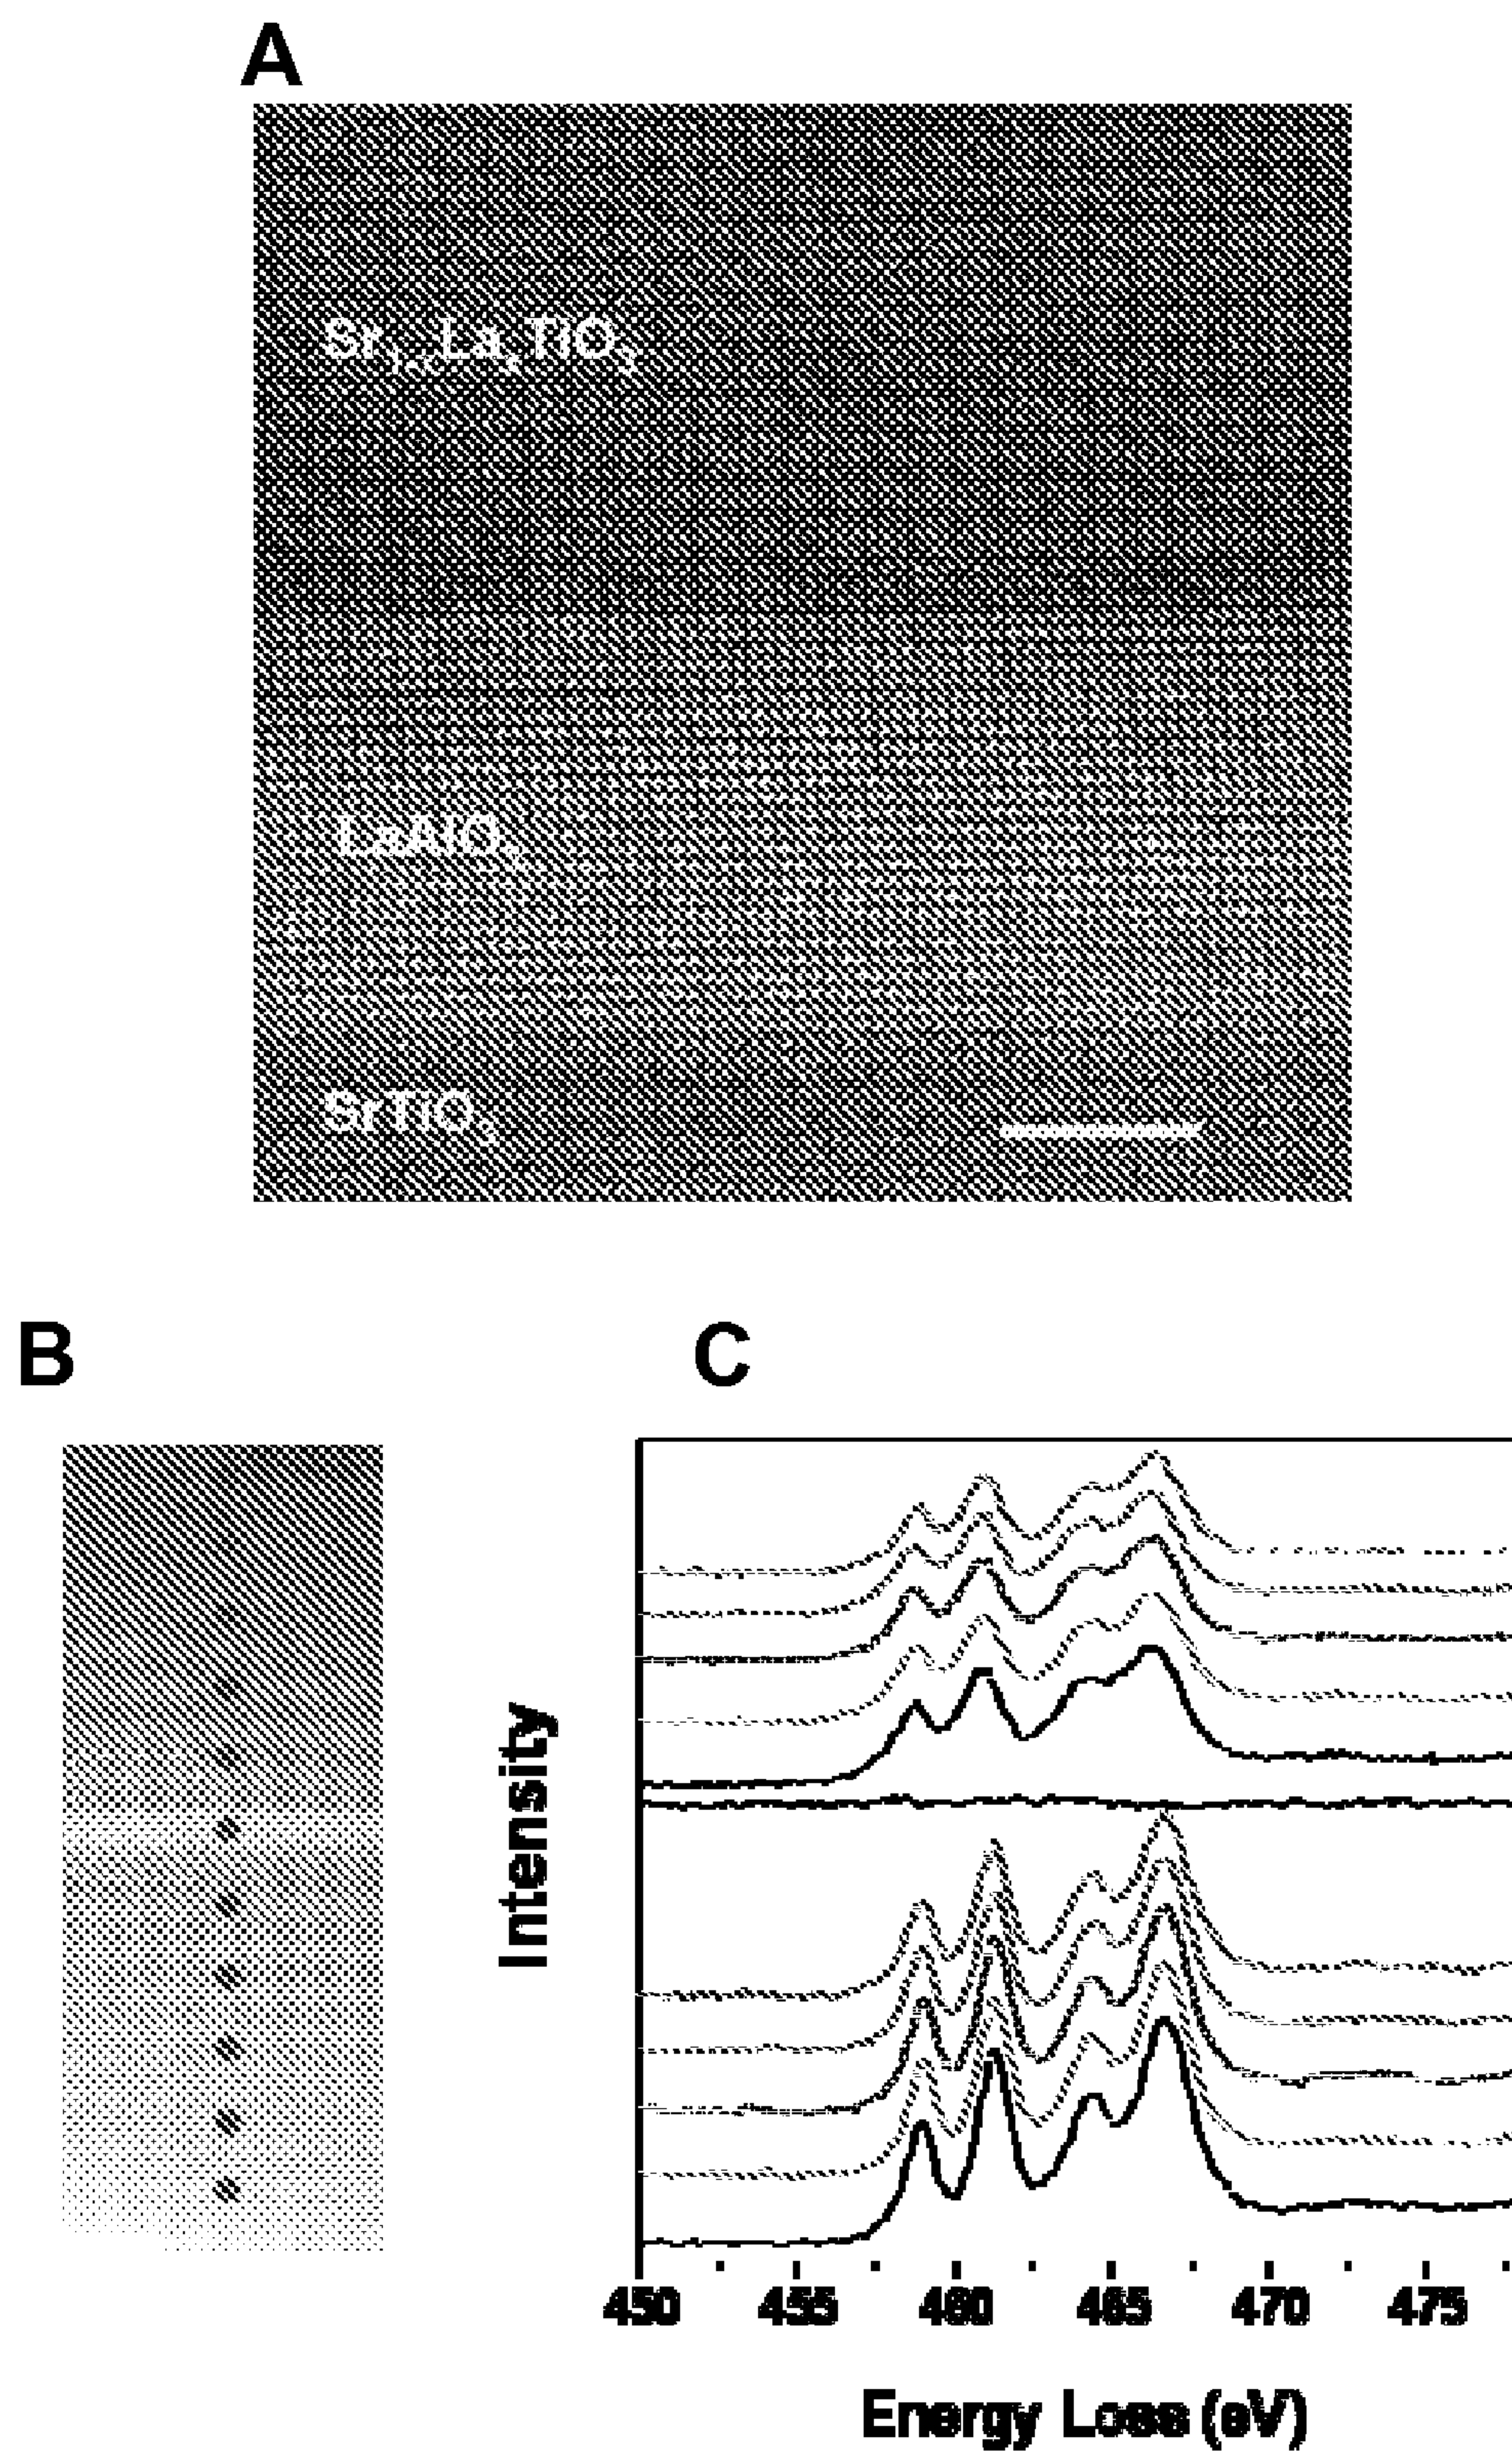 A
Sr₁₋ₓLaₓTiO₃
LaAlO₃
SrTiO₃
B
C
Intensity
450 455 460 465 470 475
Energy Loss (eV)